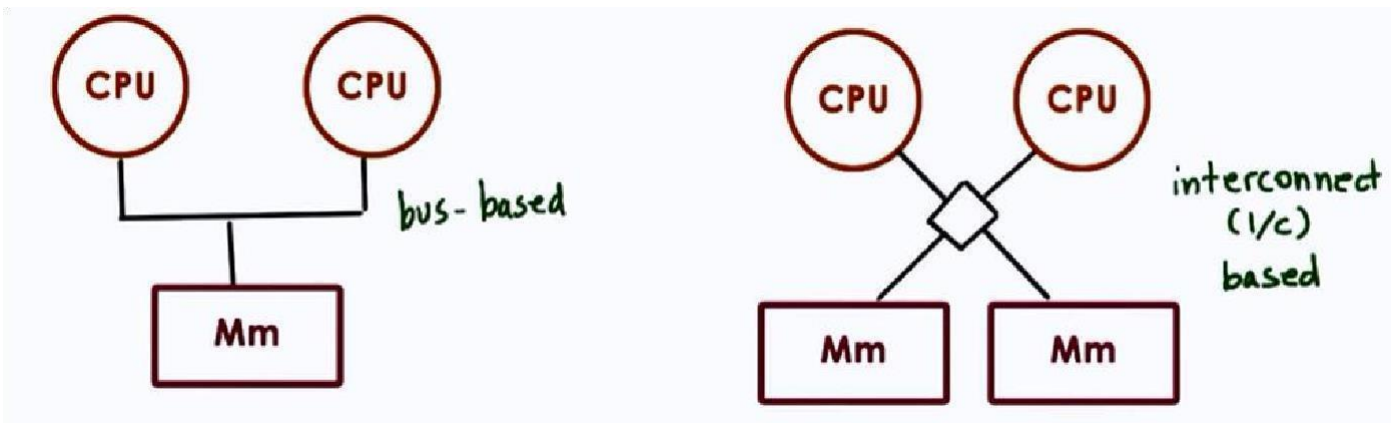 CPU
CPU
bus-based
Mm
CPU
CPU
interconnect
(I/c)
based
Mm
Mm